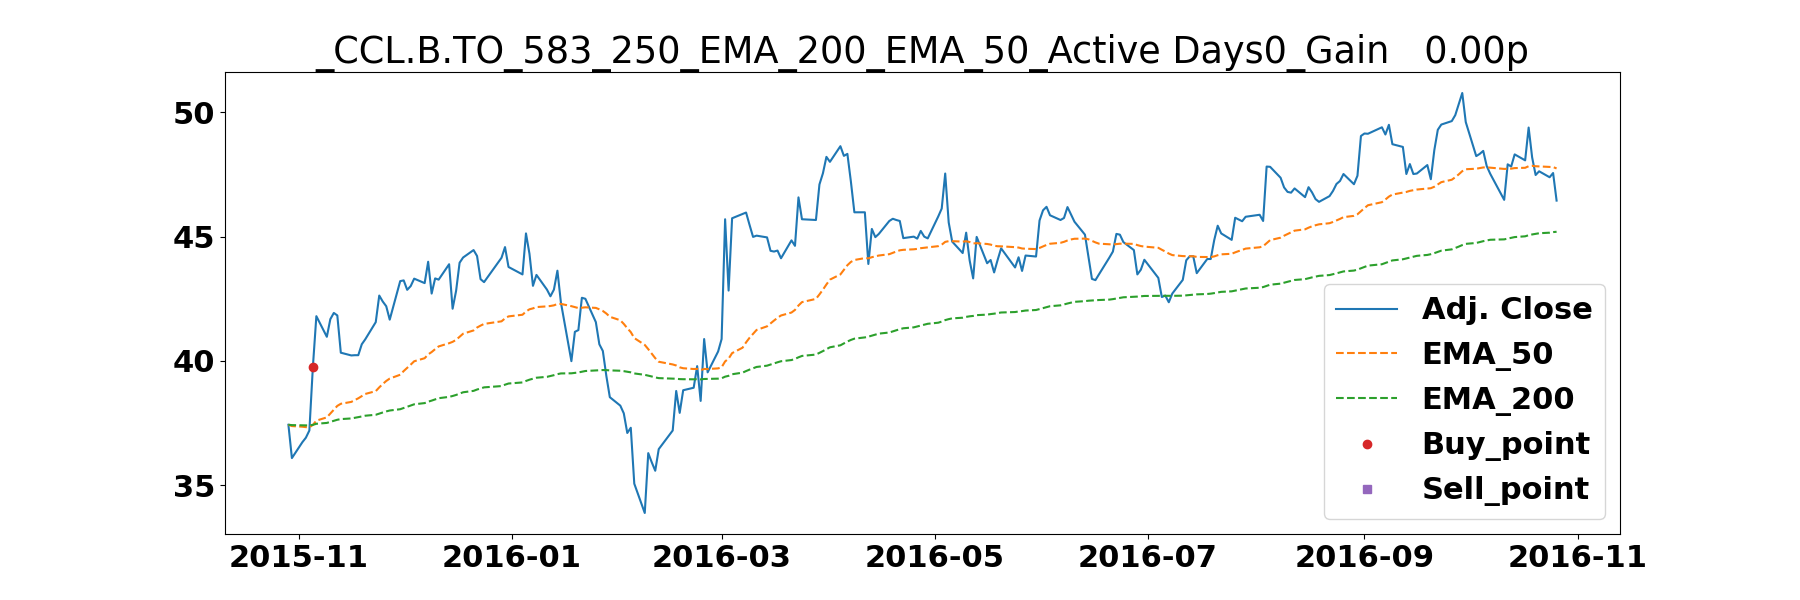 _CCL.B.TO_583_250_EMA_200_EMA_50_Active Days0_Gain   0.00p
50
45
40
35
2015-11
2016-01
2016-03
2016-05
2016-07
2016-09
2016-11
Adj. Close
EMA_50
EMA_200
Buy_point
Sell_point